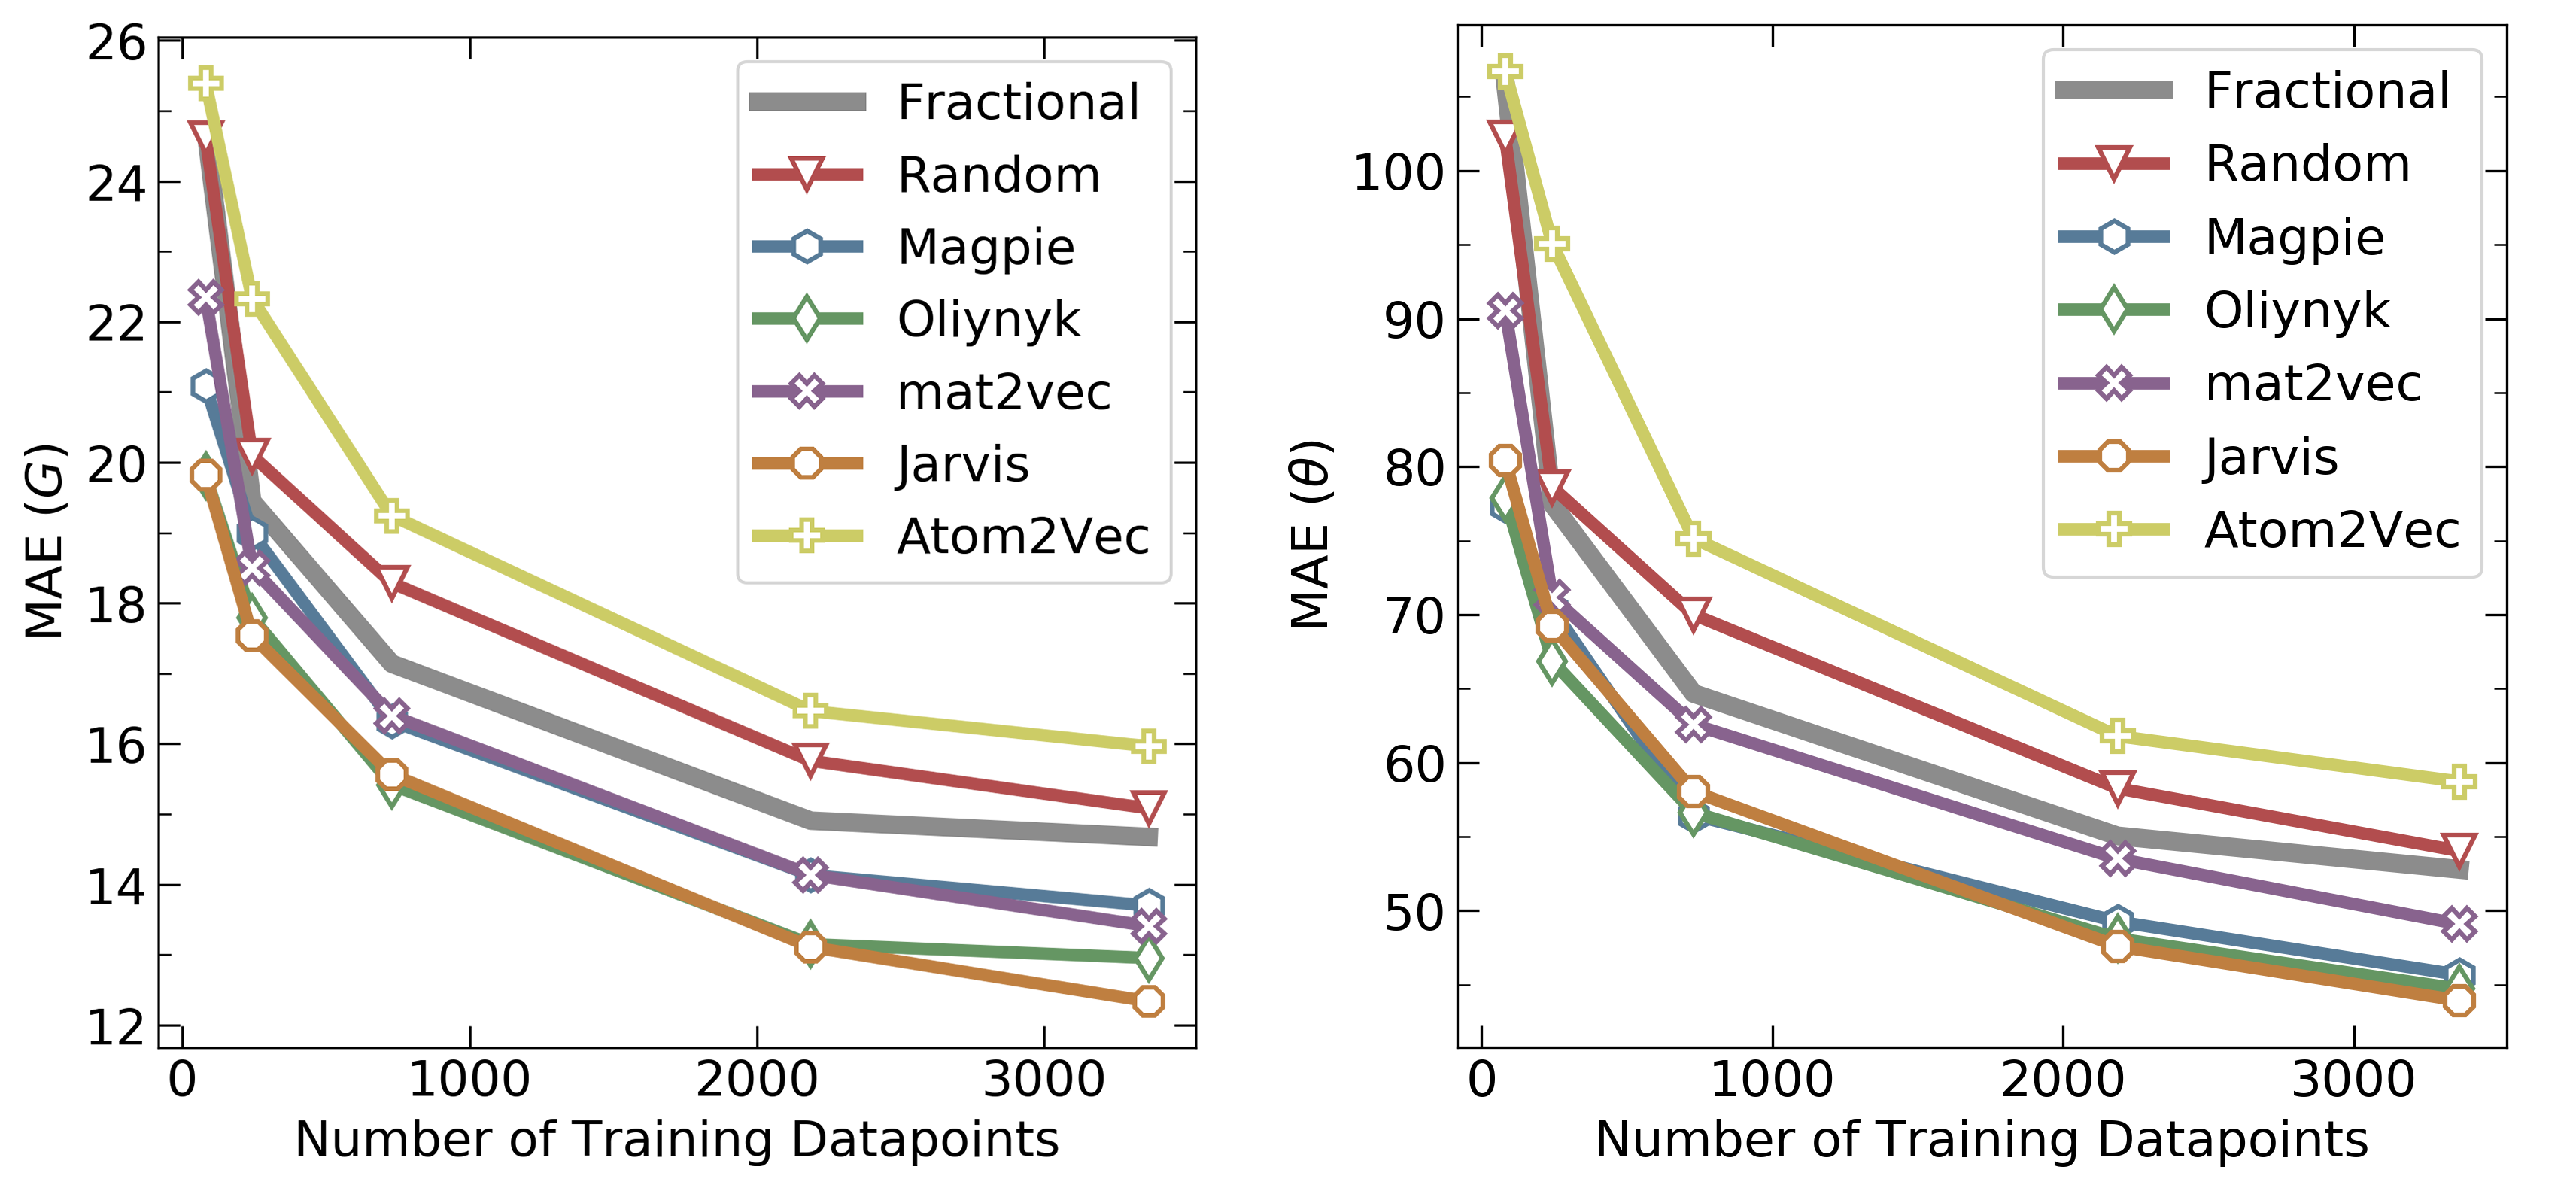 26
24
22
20
18
16
14
12
MAE (G)
0
1000
2000
3000
Number of Training Datapoints
Fractional
Random
Magpie
Oliynyk
mat2vec
Jarvis
Atom2Vec
100
90
80
70
60
50
MAE (θ)
0
1000
2000
3000
Number of Training Datapoints
Fractional
Random
Magpie
Oliynyk
mat2vec
Jarvis
Atom2Vec